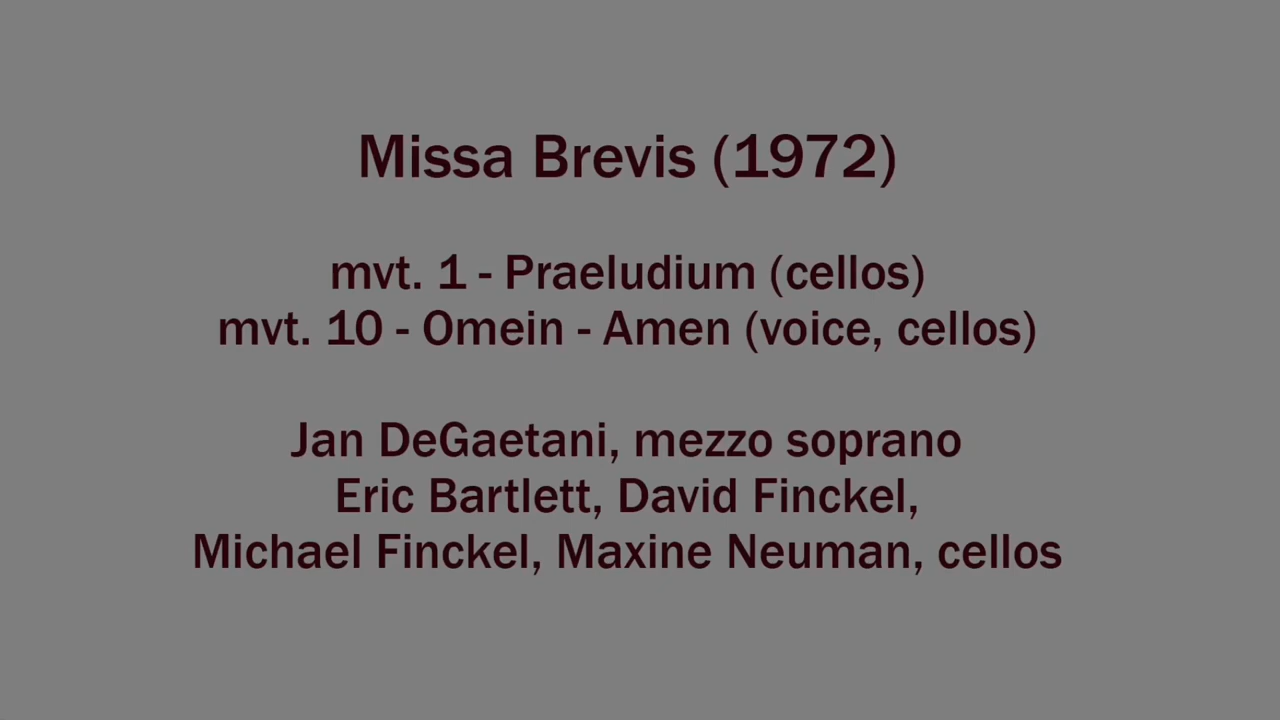 Missa Brevis (1972)
mvt. 1 - Praeludium (cellos)
mvt. 10 - Omein - Amen (voice, cellos)
Jan DeGaetani, mezzo soprano
Eric Bartlett, David Finckel,
Michael Finckel, Maxine Neuman, cellos